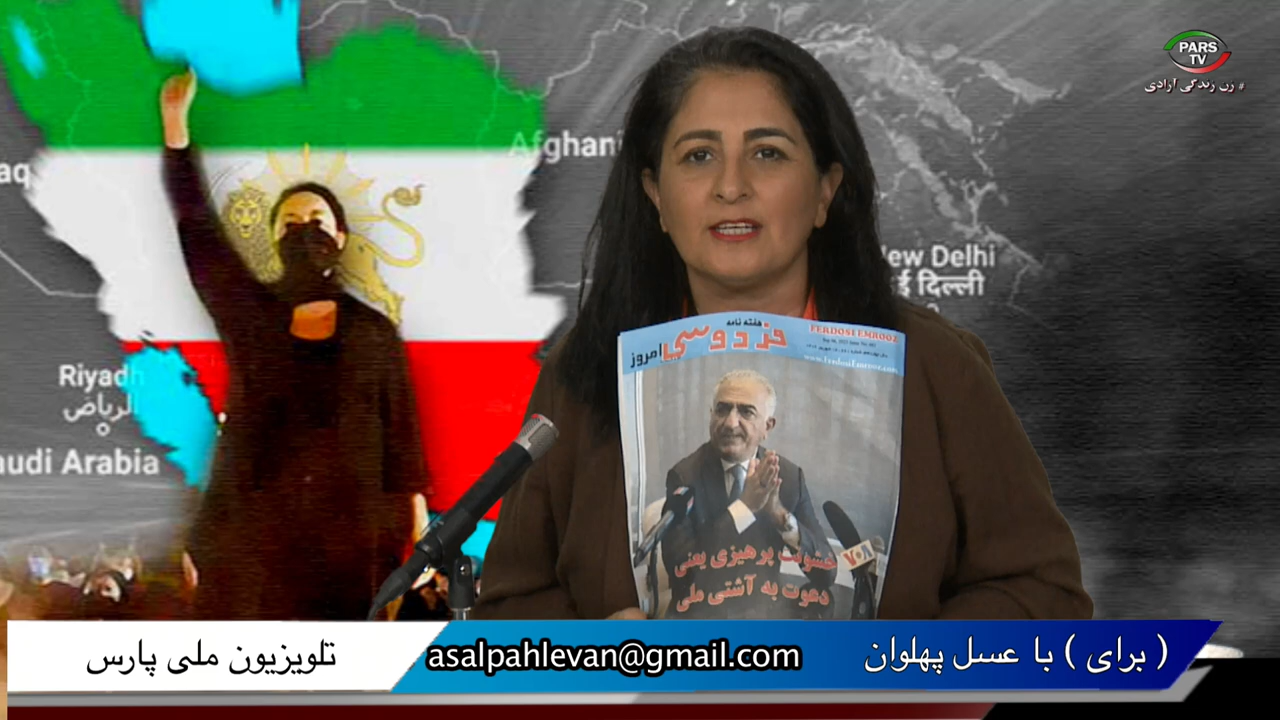 PARS
TV
# زن زندگی آزادی
Afghani
aq
New Delhi
ई दिल्ली
Riyadh
الرياض
audi Arabia
هفته نامه
فردوسی امروز
FERDOSI EMROOZ
www.FerdosiEmrooz.com
VOA
خشونت پرهیزی یعنی
دعوت به آشتی ملی
تلویزیون ملی پارس
asalpahlevan@gmail.com
( برای ) با عسل پهلوان